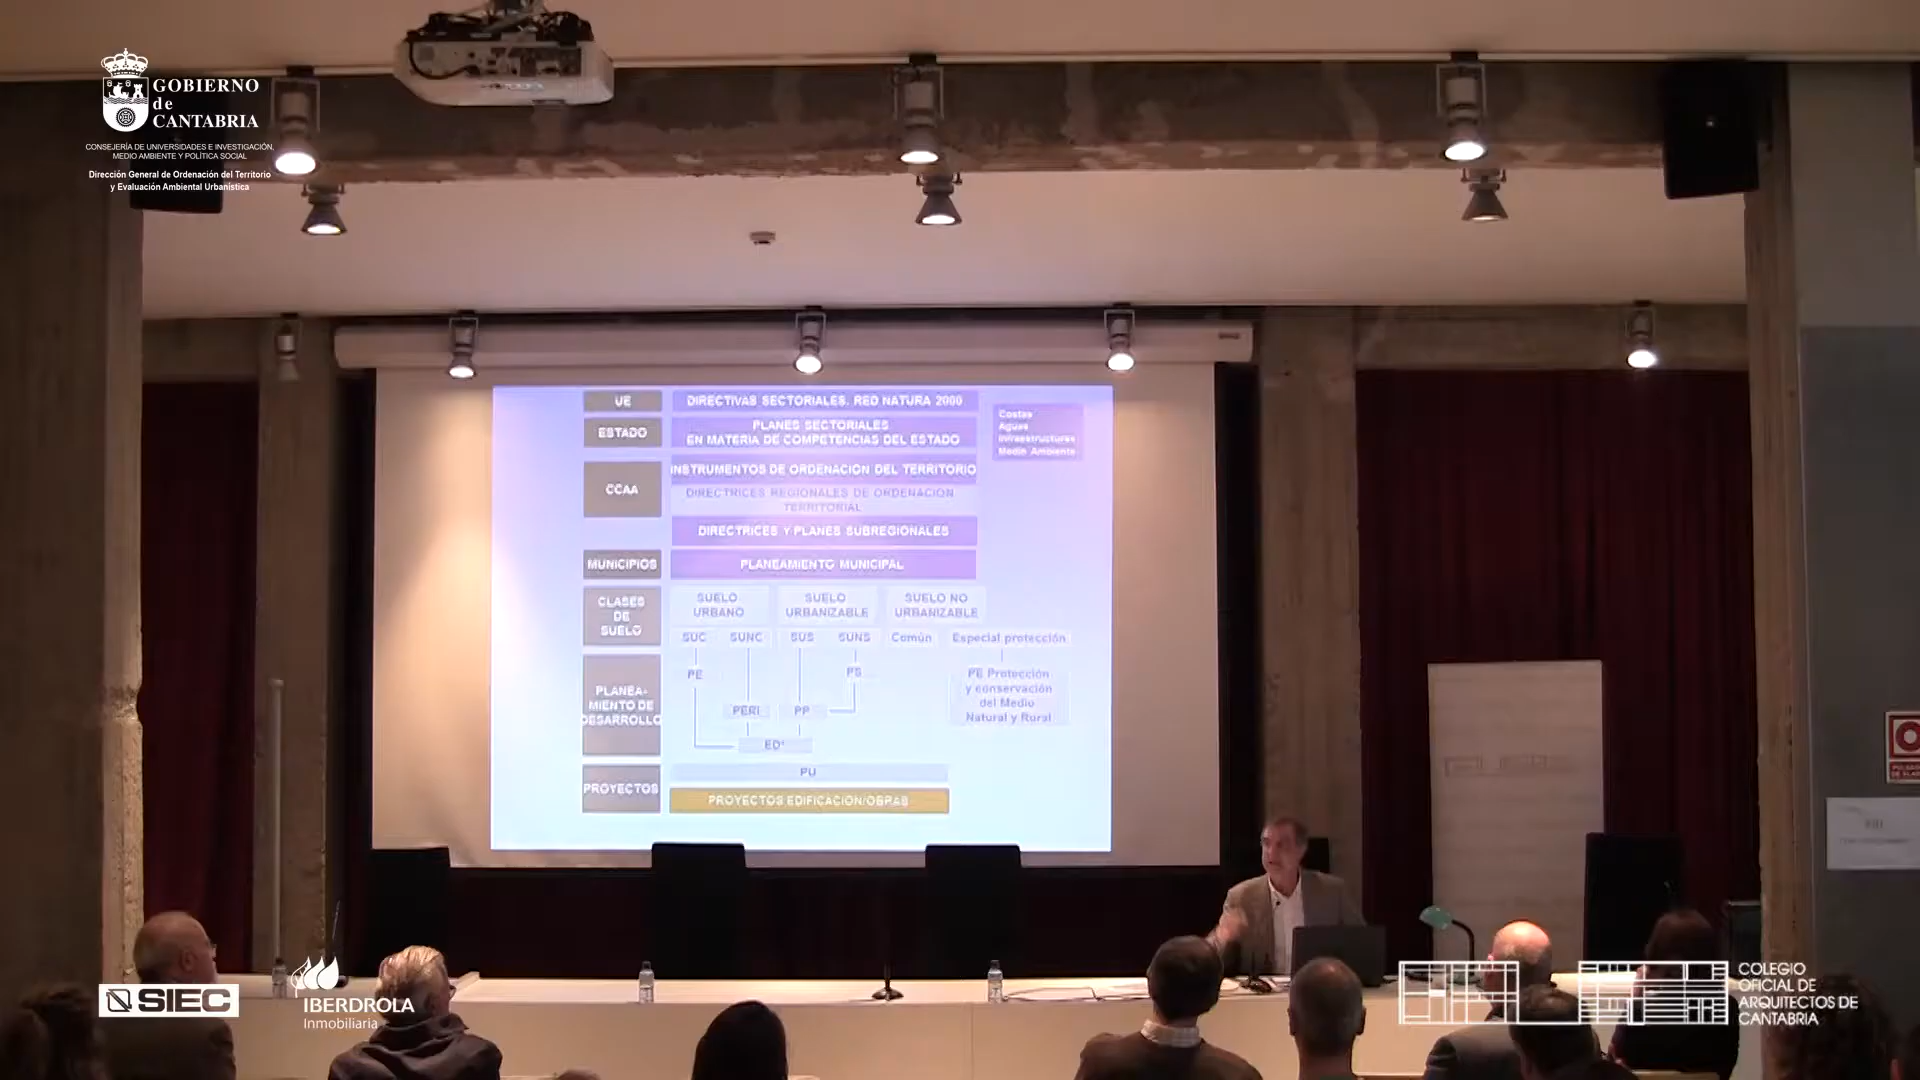 GOBIERNO
de
CANTABRIA
CONSEJERÍA DE UNIVERSIDADES E INVESTIGACIÓN,
MEDIO AMBIENTE Y POLÍTICA SOCIAL
Dirección General de Ordenación del Territorio
y Evaluación Ambiental Urbanística
UE
DIRECTIVAS SECTORIALES. RED NATURA 2000
ESTADO
PLANES SECTORIALES
EN MATERIA DE COMPETENCIAS DEL ESTADO
Costas
Aguas
Infraestructuras
Medio Ambiente
CCAA
INSTRUMENTOS DE ORDENACION DEL TERRITORIO
DIRECTRICES REGIONALES DE ORDENACION
TERRITORIAL
DIRECTRICES Y PLANES SUBREGIONALES
MUNICIPIOS
PLANEAMIENTO MUNICIPAL
CLASES
DE
SUELO
SUELO
URBANO
SUELO
URBANIZABLE
SUELO NO
URBANIZABLE
SUC
SUNC
SUS
SUNS
Común
Especial protección
PLANEA-
MIENTO DE
DESARROLLO
PE
PS
PERI
PP
ED*
PE Protección
y conservación
del Medio
Natural y Rural
PROYECTOS
PU
PROYECTOS EDIFICACION/OBRAS
SIEC
IBERDROLA
Inmobiliaria
COLEGIO
OFICIAL DE
ARQUITECTOS DE
CANTABRIA